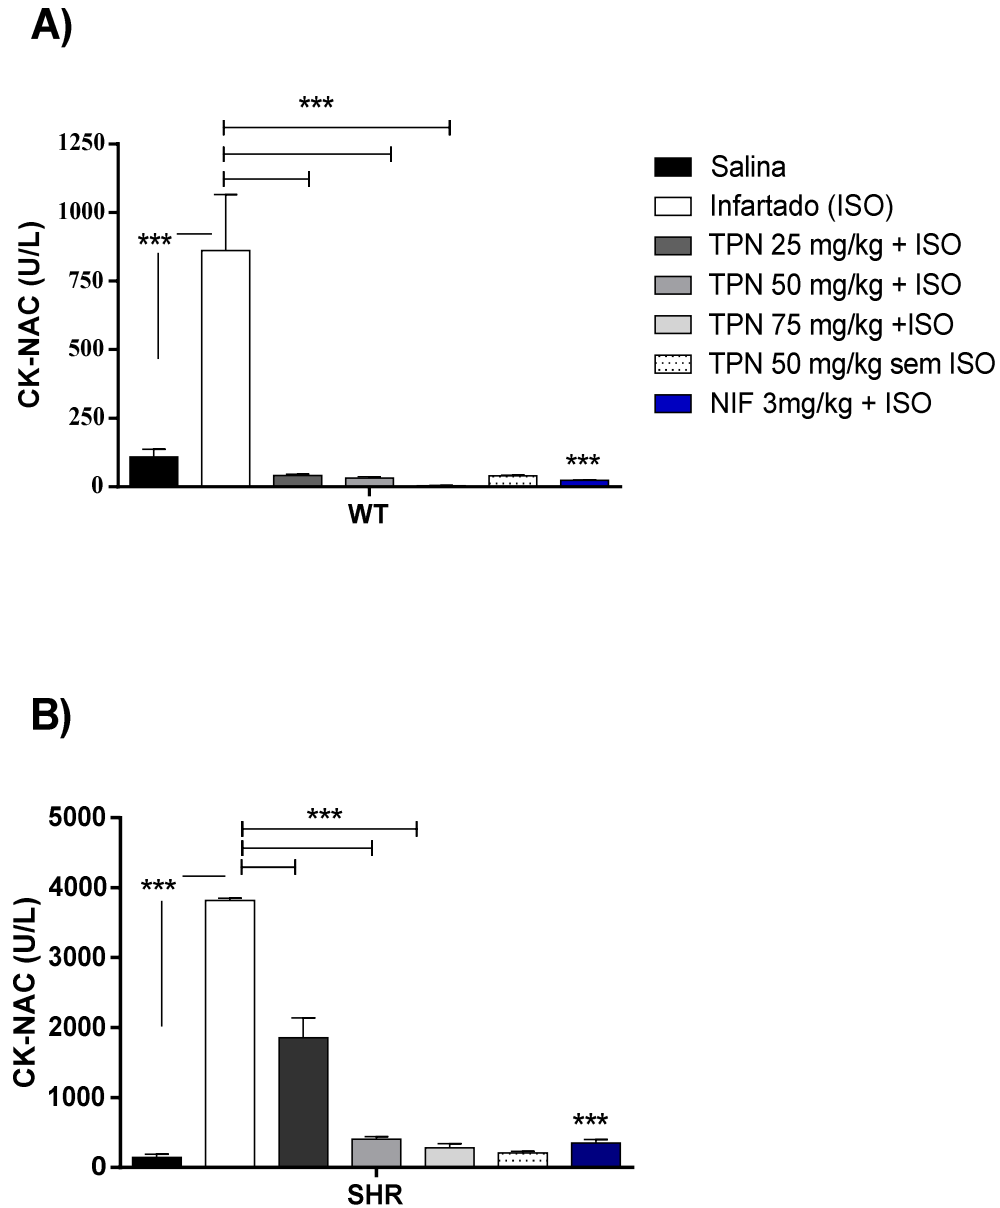 A)
***
1250
1000
750
500
250
0
CK-NAC (U/L)
***
***
WT
Salina
Infartado (ISO)
TPN 25 mg/kg + ISO
TPN 50 mg/kg + ISO
TPN 75 mg/kg +ISO
TPN 50 mg/kg sem ISO
NIF 3mg/kg + ISO
B)
***
5000
4000
3000
2000
1000
0
CK-NAC (U/L)
***
***
SHR